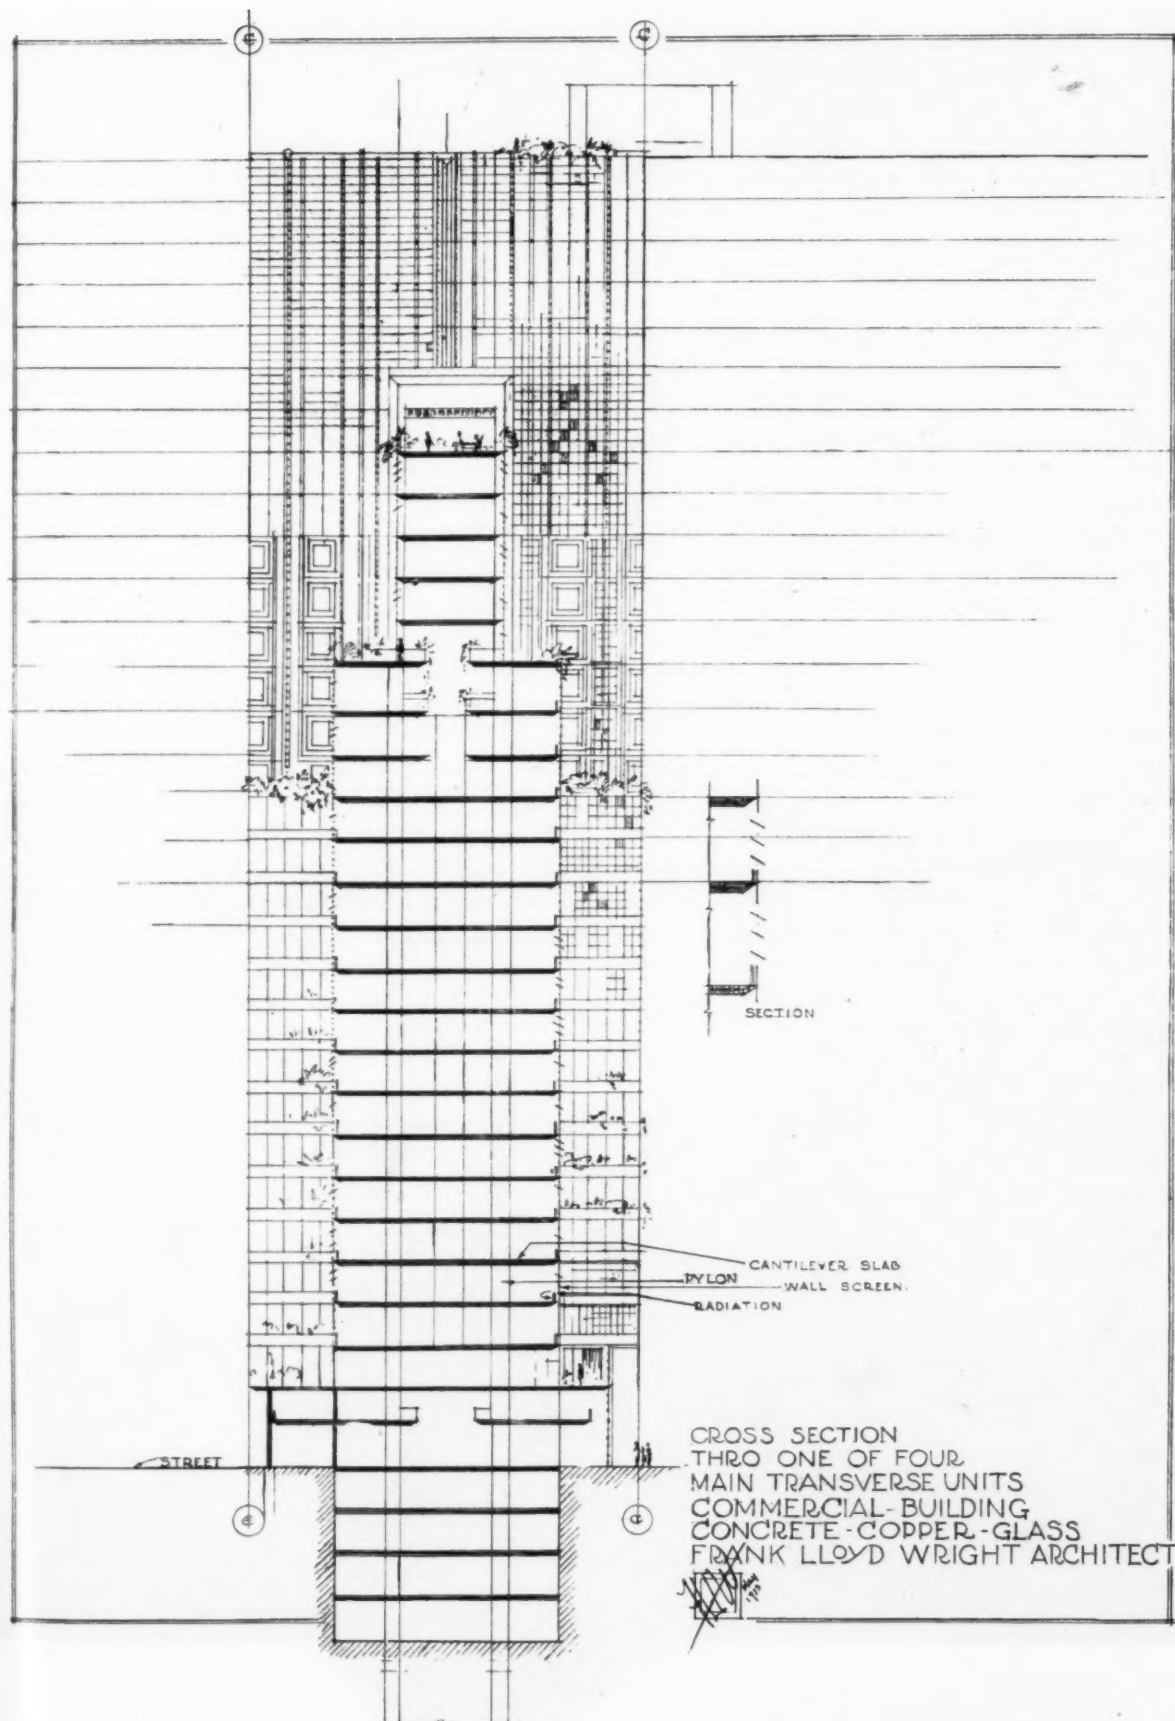 SECTION
CANTILEVER SLAB
PYLON
WALL SCREEN.
RADIATION
STREET
CROSS SECTION
THRO ONE OF FOUR
MAIN TRANSVERSE UNITS
COMMERCIAL-BUILDING
CONCRETE-COPPER-GLASS
FRANK LLOYD WRIGHT ARCHITECT